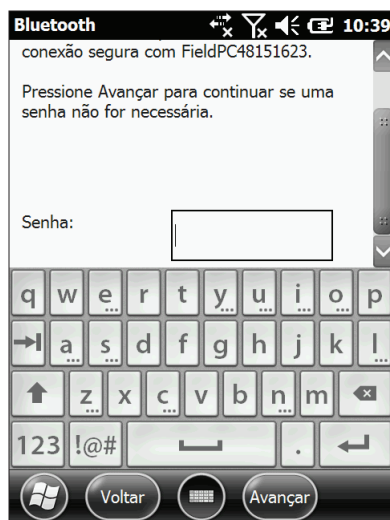 Bluetooth 10:39
conexão segura com FieldPC48151623.
Pressione Avançar para continuar se uma
senha não for necessária.
Senha:
q w e r t y u i o p
a s d f g h j k l
z x c v b n m
123 !@# .
Voltar Avançar